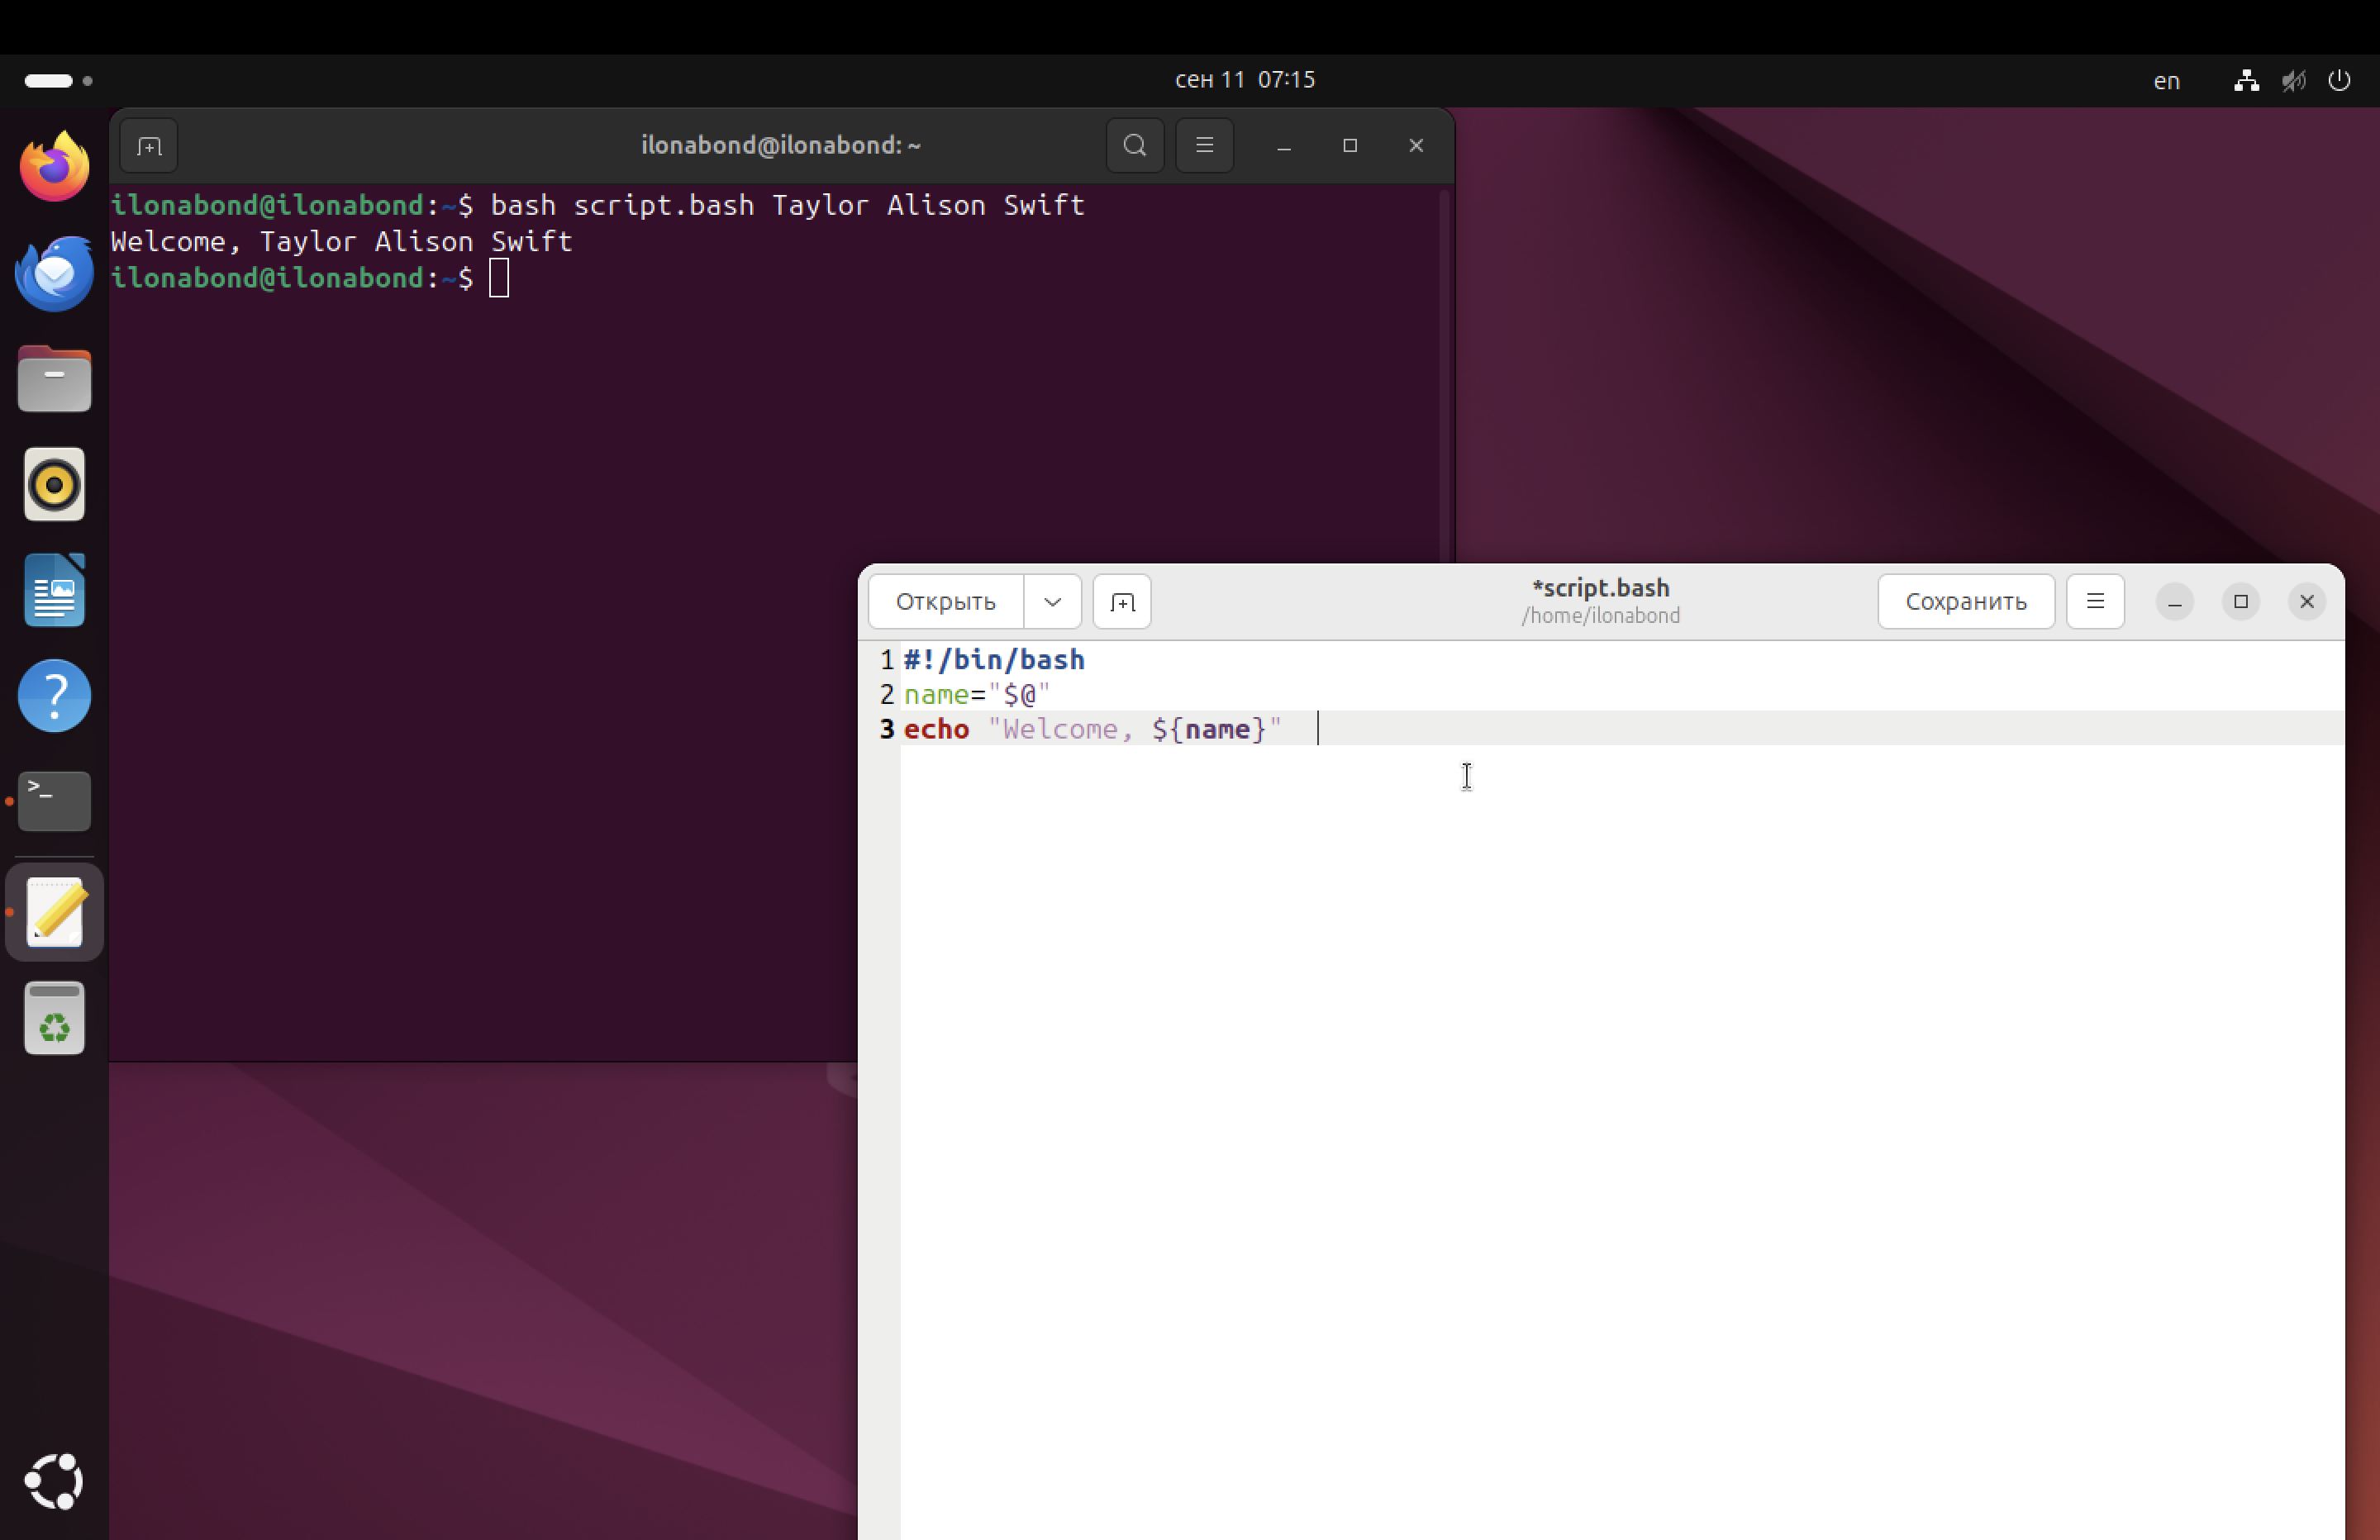 сен 11 07:15
en
ilonabond@ilonabond: ~
ilonabond@ilonabond:~$ bash script.bash Taylor Alison Swift
Welcome, Taylor Alison Swift
ilonabond@ilonabond:~$
Открыть
*script.bash
/home/ilonabond
Сохранить
1 #!/bin/bash
2 name="$@"
3 echo "Welcome, ${name}"